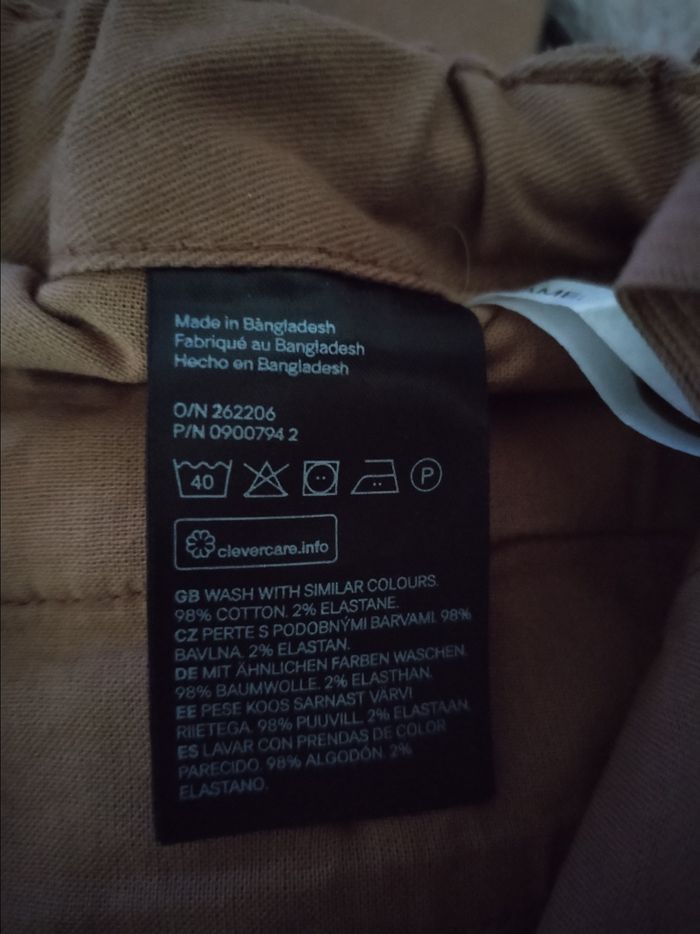 Made in Bangladesh
Fabriqué au Bangladesh
Hecho en Bangladesh
O/N 262206
P/N 0900794 2
40
P
clevercare.info
GB WASH WITH SIMILAR COLOURS.
98% COTTON. 2% ELASTANE.
CZ PERTE S PODOBNÝMI BARVAMI. 98%
BAVLNA. 2% ELASTAN.
DE MIT ÄHNLICHEN FARBEN WASCHEN.
98% BAUMWOLLE. 2% ELASTHAN.
EE PESE KOOS SARNAST VÄRVI
RIIETEGA. 98% PUUVILL. 2% ELASTAAN.
ES LAVAR CON PRENDAS DE COLOR
PARECIDO. 98% ALGODÓN. 2%
ELASTANO.